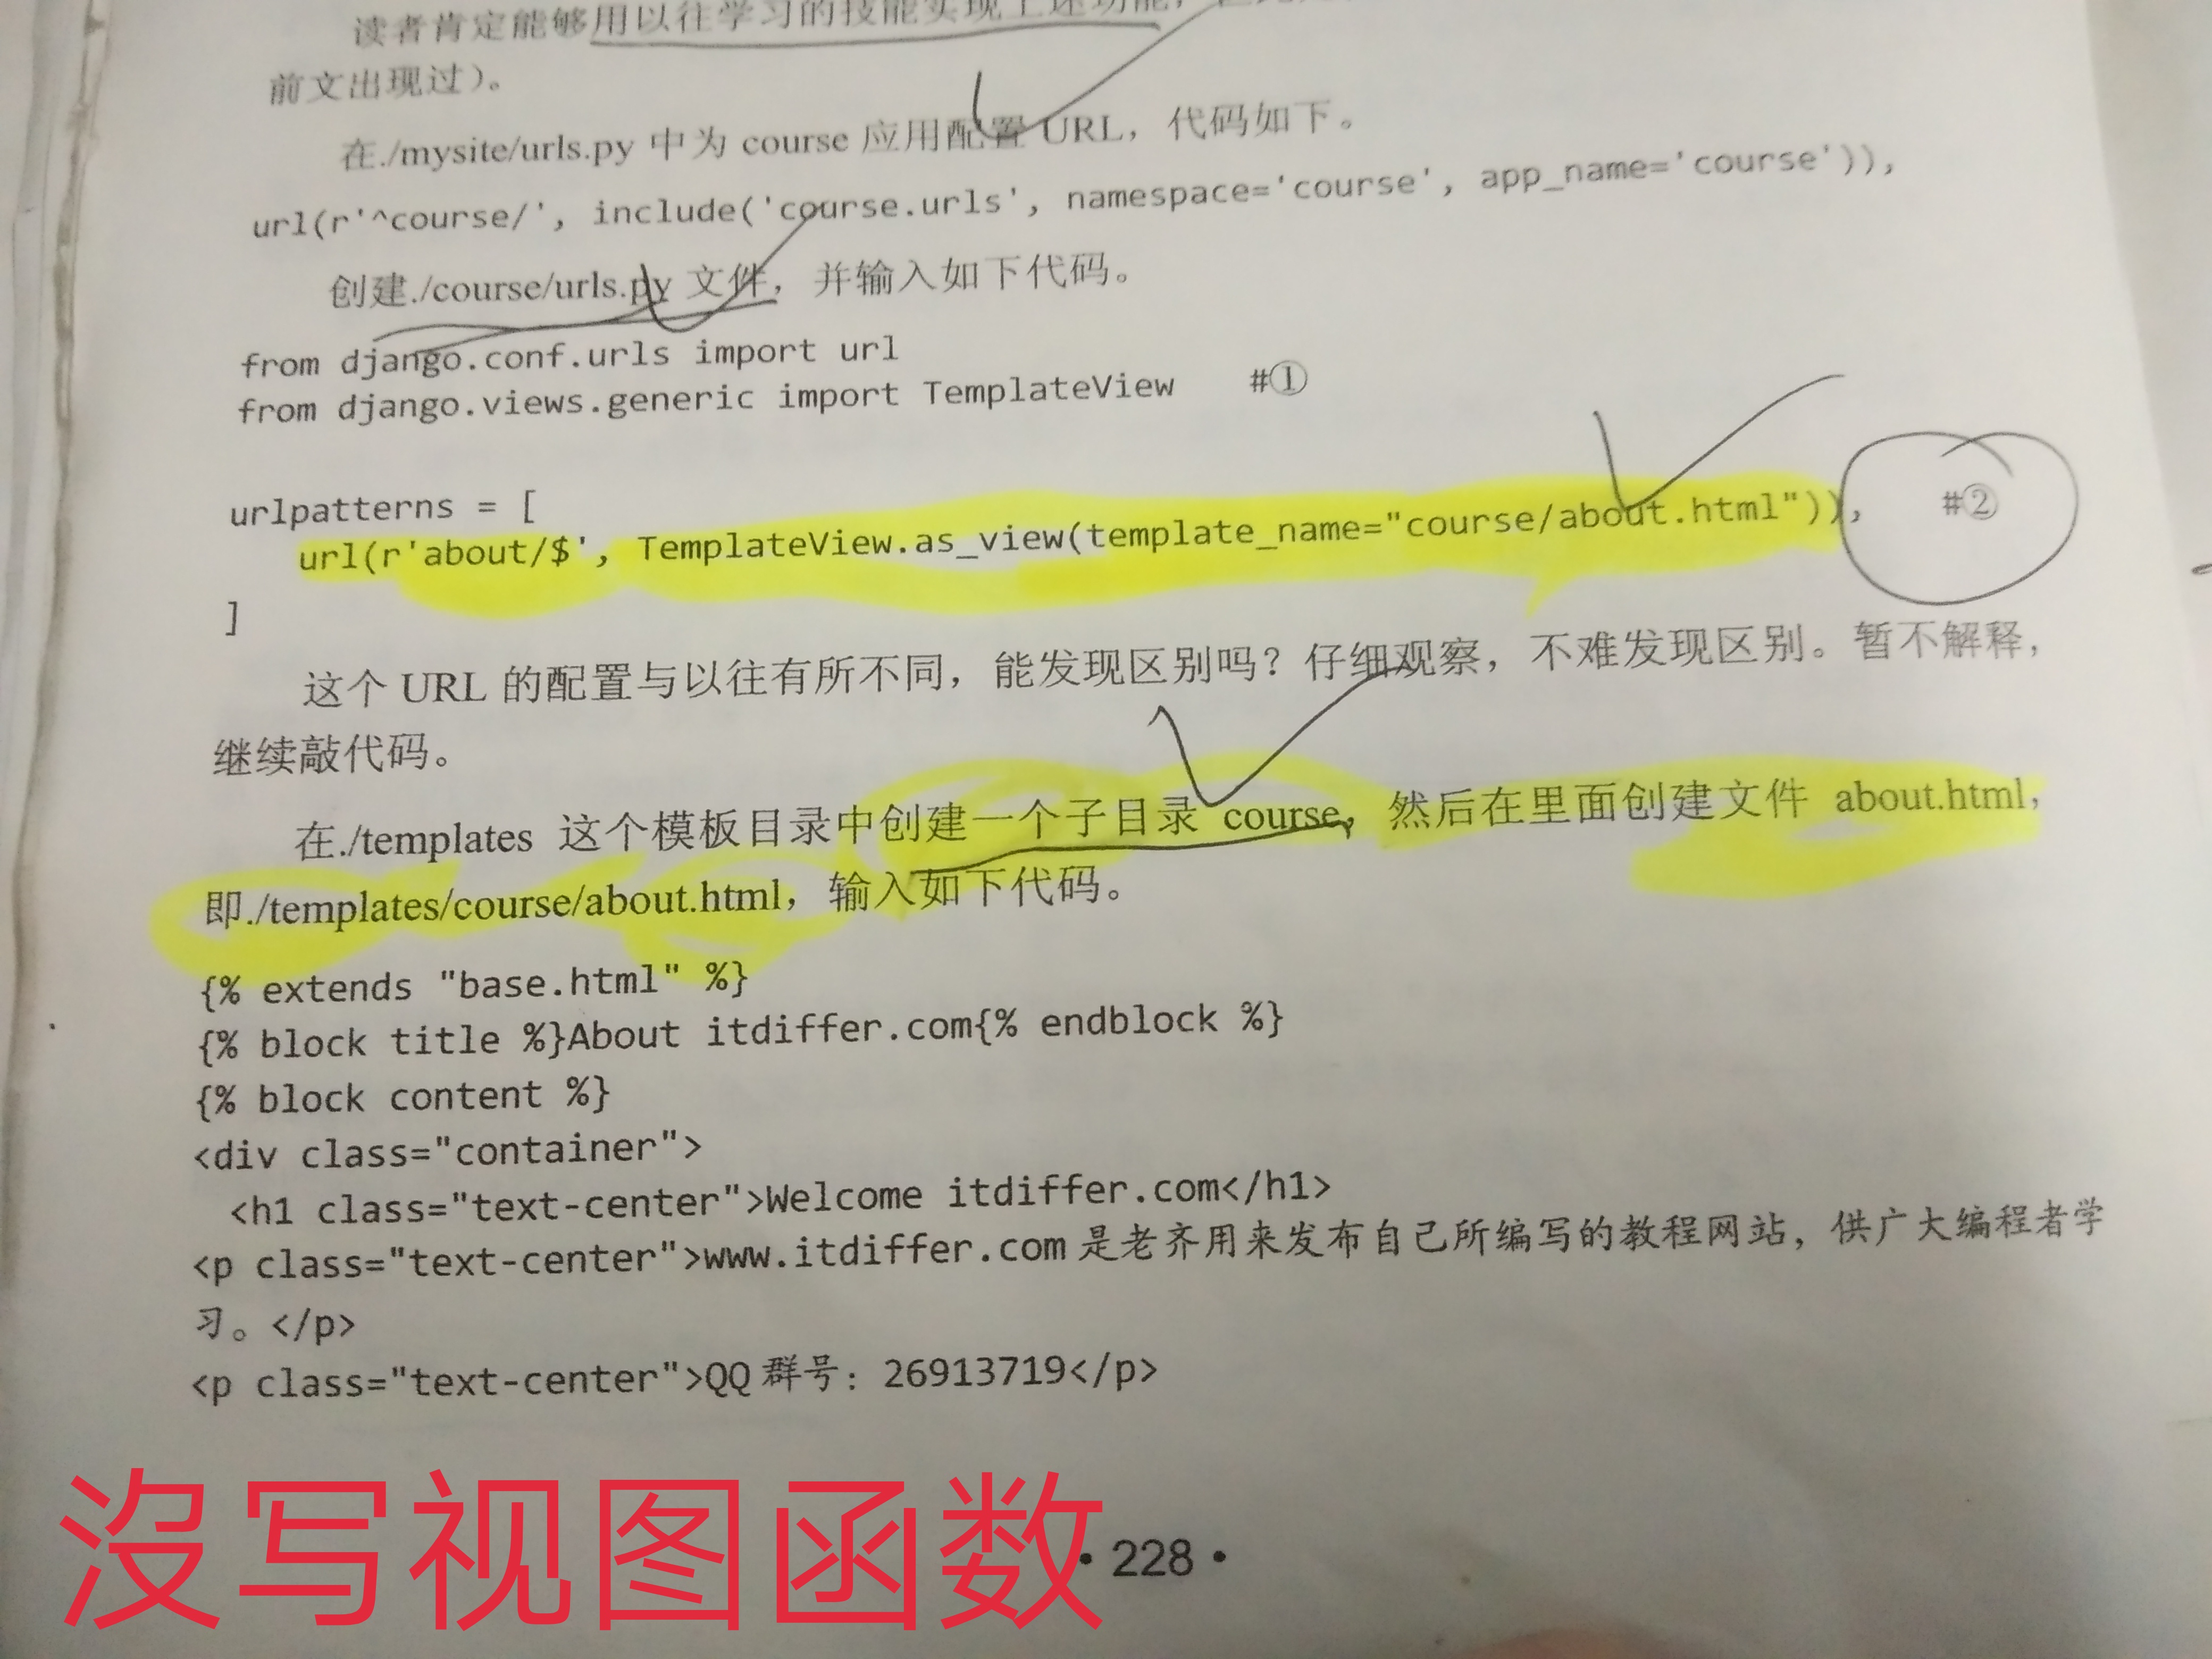 读者肯定能够用以往学习的技能实现上述功能，
前文出现过）。
在./mysite/urls.py 中为 course 应用配置 URL，代码如下。
url(r'^course/', include('course.urls', namespace='course', app_name='course')),
创建./course/urls.py 文件，并输入如下代码。
from django.conf.urls import url
from django.views.generic import TemplateView    #①
urlpatterns = [
url(r'about/$', TemplateView.as_view(template_name="course/about.html")),    #②
]
这个 URL 的配置与以往有所不同，能发现区别吗？仔细观察，不难发现区别。暂不解释，
继续敲代码。
在./templates 这个模板目录中创建一个子目录 course，然后在里面创建文件 about.html，
即./templates/course/about.html，输入如下代码。
{% extends "base.html" %}
{% block title %}About itdiffer.com{% endblock %}
{% block content %}
<div class="container">
<h1 class="text-center">Welcome itdiffer.com</h1>
<p class="text-center">www.itdiffer.com 是老齐用来发布自己所编写的教程网站，供广大编程者学
习。</p>
<p class="text-center">QQ 群号：26913719</p>
没写视图函数
·228·